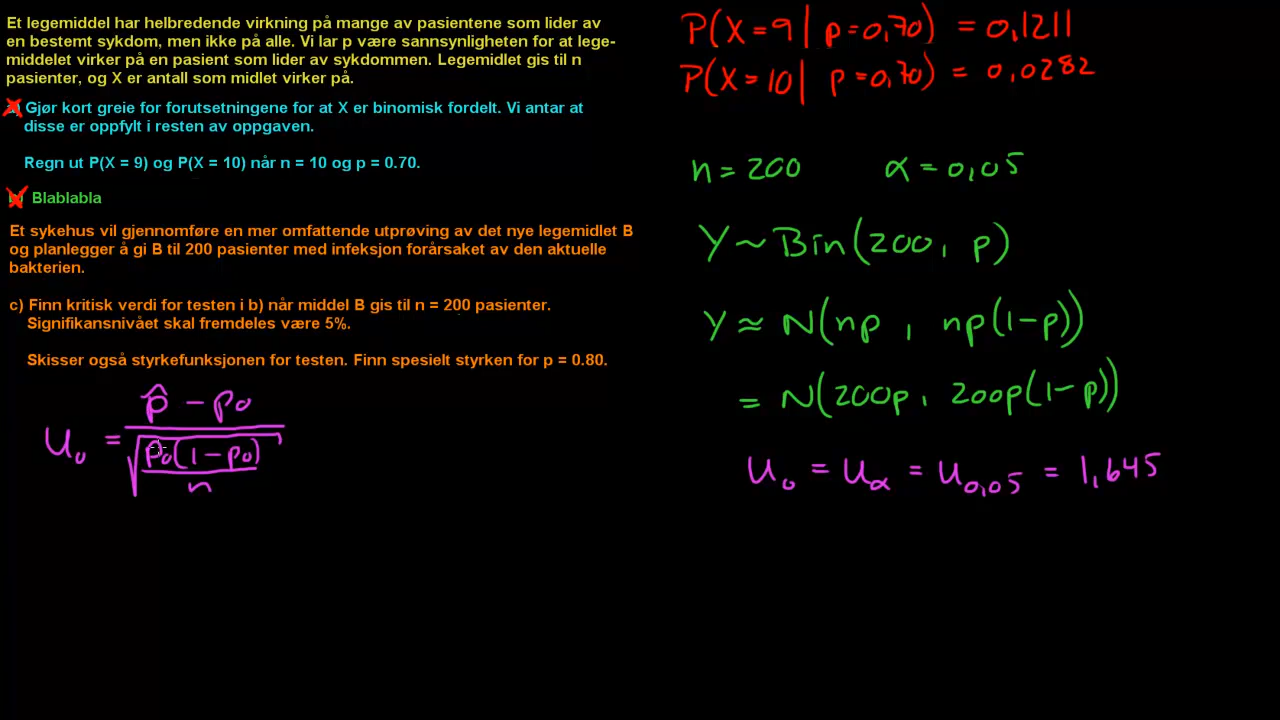 Et legemiddel har helbredende virkning på mange av pasientene som lider av
en bestemt sykdom, men ikke på alle. Vi lar p være sannsynligheten for at lege-
middelet virker på en pasient som lider av sykdommen. Legemidlet gis til n
pasienter, og X er antall som midlet virker på.
a) Gjør kort greie for forutsetningene for at X er binomisk fordelt. Vi antar at
disse er oppfylt i resten av oppgaven.
Regn ut P(X = 9) og P(X = 10) når n = 10 og p = 0.70.
b) Blablabla
Et sykehus vil gjennomføre en mer omfattende utprøving av det nye legemidlet B
og planlegger å gi B til 200 pasienter med infeksjon forårsaket av den aktuelle
bakterien.
c) Finn kritisk verdi for testen i b) når middel B gis til n = 200 pasienter.
Signifikansnivået skal fremdeles være 5%.
Skisser også styrkefunksjonen for testen. Finn spesielt styrken for p = 0.80.
U₀ = (p̂ - p₀) / √(p₀(1 - p₀) / n)
P(X = 9 | p = 0,70) = 0,1211
P(X = 10 | p = 0,70) = 0,0282
n = 200 α = 0,05
Y ~ Bin(200, p)
Y ≈ N(np, np(1-p))
= N(200p, 200p(1-p))
U₀ = Uα = U0,05 = 1,645